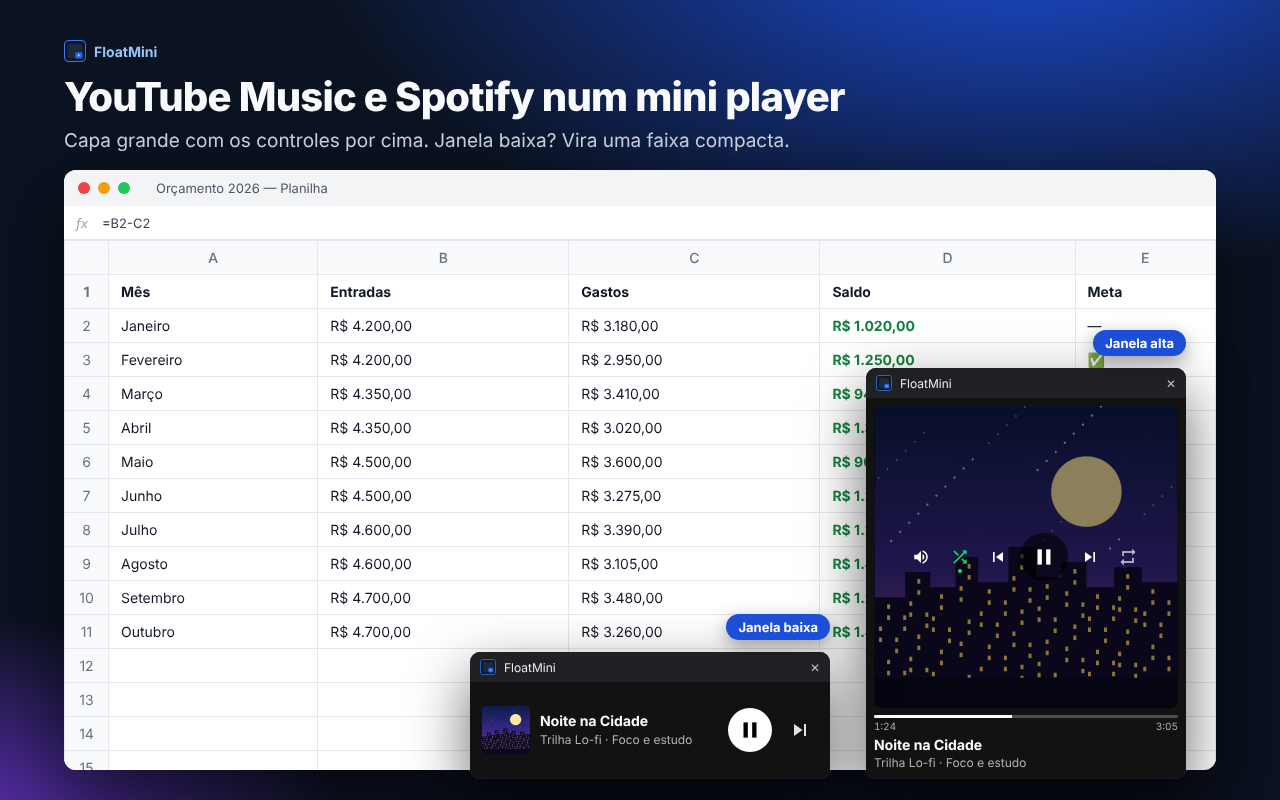 FloatMini
YouTube Music e Spotify num mini player
Capa grande com os controles por cima. Janela baixa? Vira uma faixa compacta.
Orçamento 2026 — Planilha
fx =B2-C2
A B C D E
1 Mês Entradas Gastos Saldo Meta
2 Janeiro R$ 4.200,00 R$ 3.180,00 R$ 1.020,00 —
Janela alta
3 Fevereiro R$ 4.200,00 R$ 2.950,00 R$ 1.250,00 ✅
4 Março R$ 4.350,00 R$ 3.410,00 R$
5 Abril R$ 4.350,00 R$ 3.020,00 R$ 1.
6 Maio R$ 4.500,00 R$ 3.600,00 R$
7 Junho R$ 4.500,00 R$ 3.275,00 R$ 1.
8 Julho R$ 4.600,00 R$ 3.390,00 R$ 1.
9 Agosto R$ 4.600,00 R$ 3.105,00 R$ 1.
10 Setembro R$ 4.700,00 R$ 3.480,00 R$ 1.
11 Outubro R$ 4.700,00 R$ 3.260,00 R$ 1.
12
13
14
15
Janela baixa
FloatMini ×
Noite na Cidade
Trilha Lo-fi · Foco e estudo
FloatMini ×
1:24 3:05
Noite na Cidade
Trilha Lo-fi · Foco e estudo